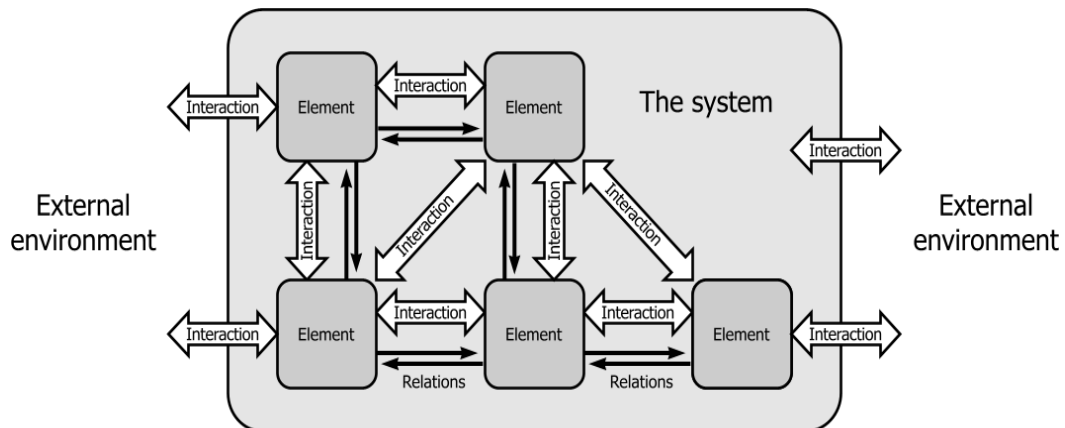 Interaction
Element
Interaction
Element
The system
Interaction
Interaction
Interaction
Interaction
Interaction
External
environment
External
environment
Interaction
Element
Interaction
Element
Interaction
Element
Interaction
Relations
Relations